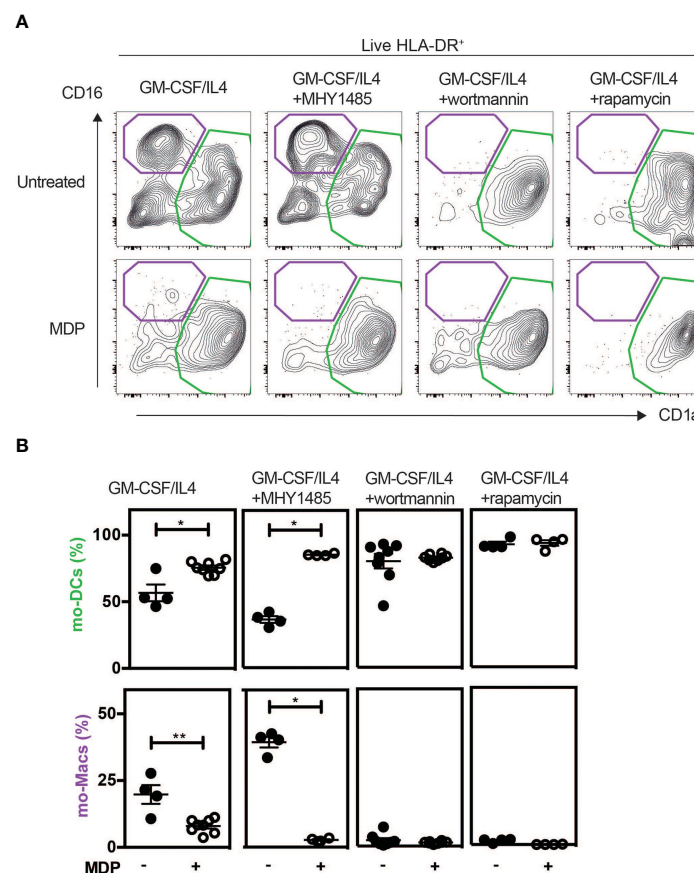 A
Live HLA-DR+
CD16
GM-CSF/IL4
GM-CSF/IL4
+MHY1485
GM-CSF/IL4
+wortmannin
GM-CSF/IL4
+rapamycin
Untreated
MDP
CD1a
B
GM-CSF/IL4
GM-CSF/IL4
+MHY1485
GM-CSF/IL4
+wortmannin
GM-CSF/IL4
+rapamycin
mo-DCs (%)
100
50
0
*
*
mo-Macs (%)
50
25
0
**
*
MDP - + - + - + - +